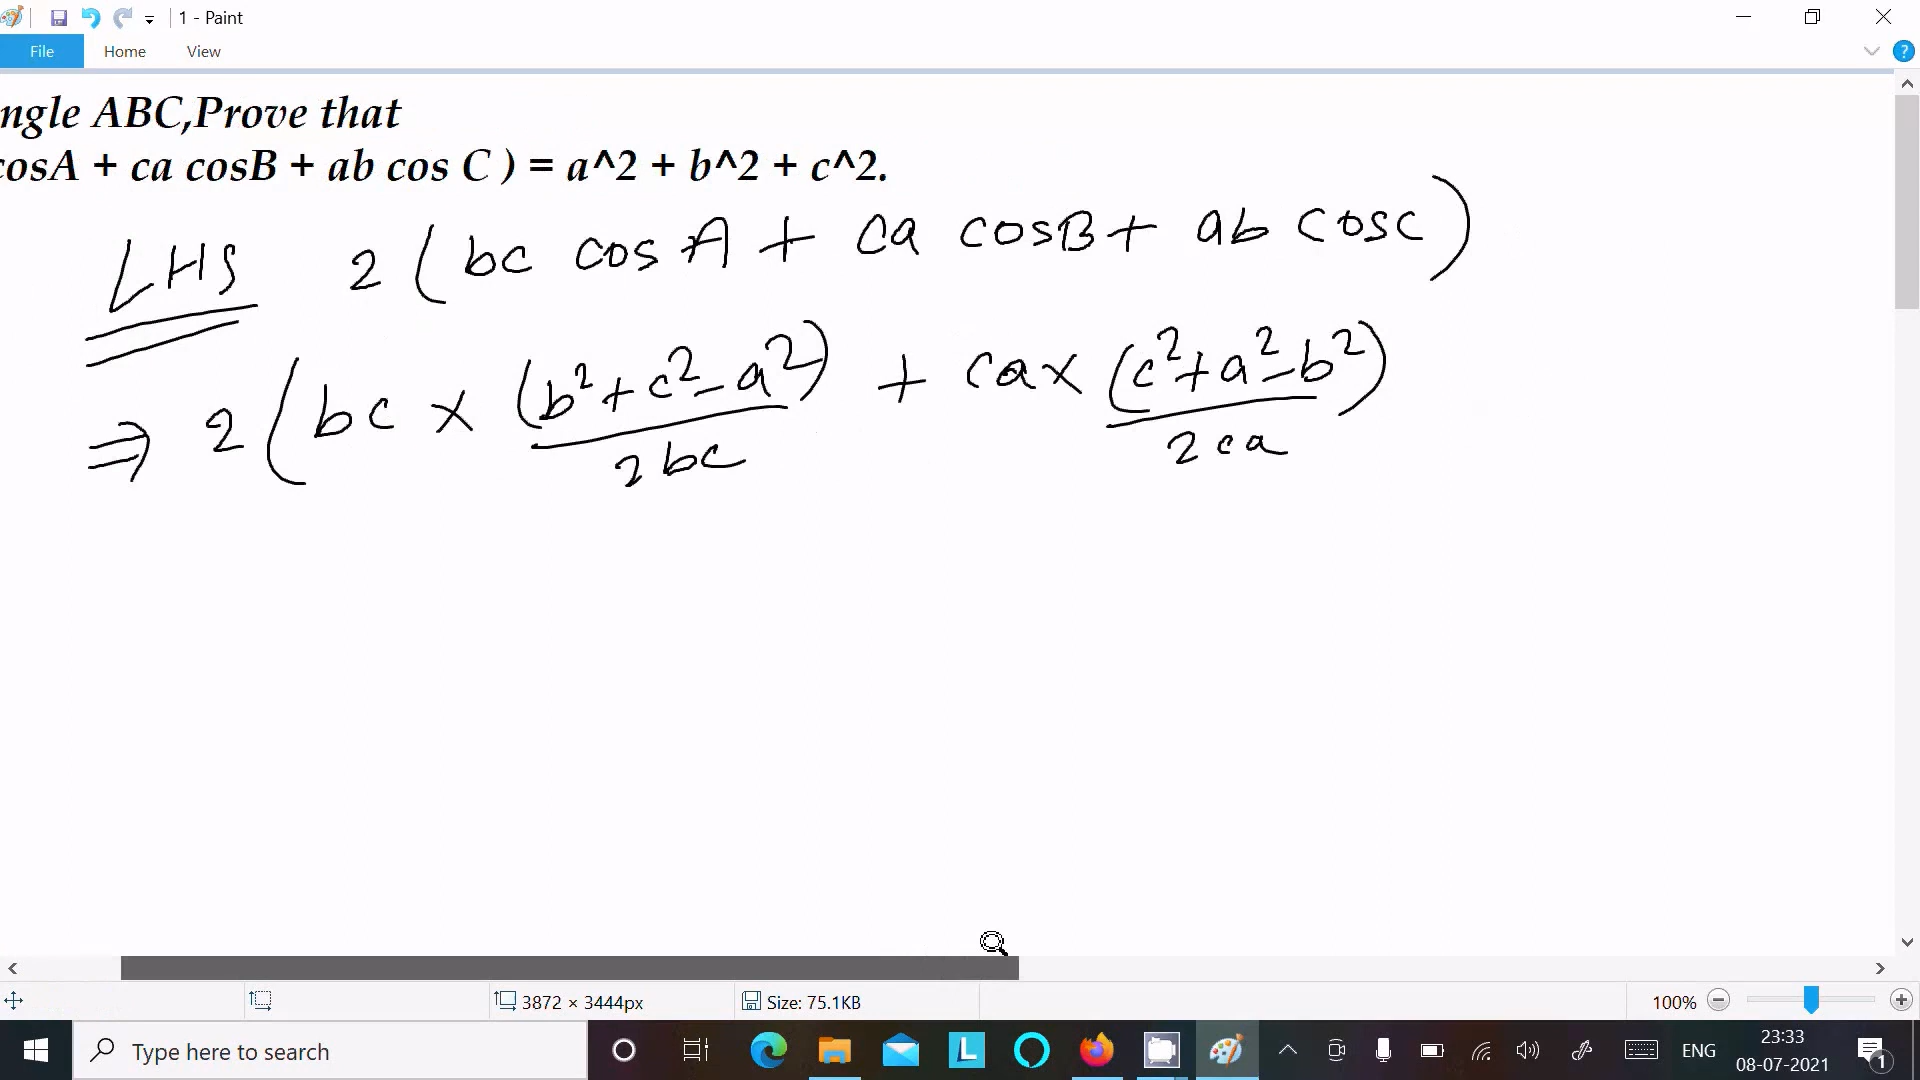 1 - Paint
File Home View
ngle ABC,Prove that
cosA + ca cosB + ab cos C ) = a^2 + b^2 + c^2.
LHS 2 ( bc cos A + ca cosB + ab cosc )
⇒ 2 ( bc × (b²+c²-a²)/2bc + ca × (c²+a²-b²)/2ca
3872 × 3444px Size: 75.1KB 100%
Type here to search L ENG 23:33
08-07-2021 1